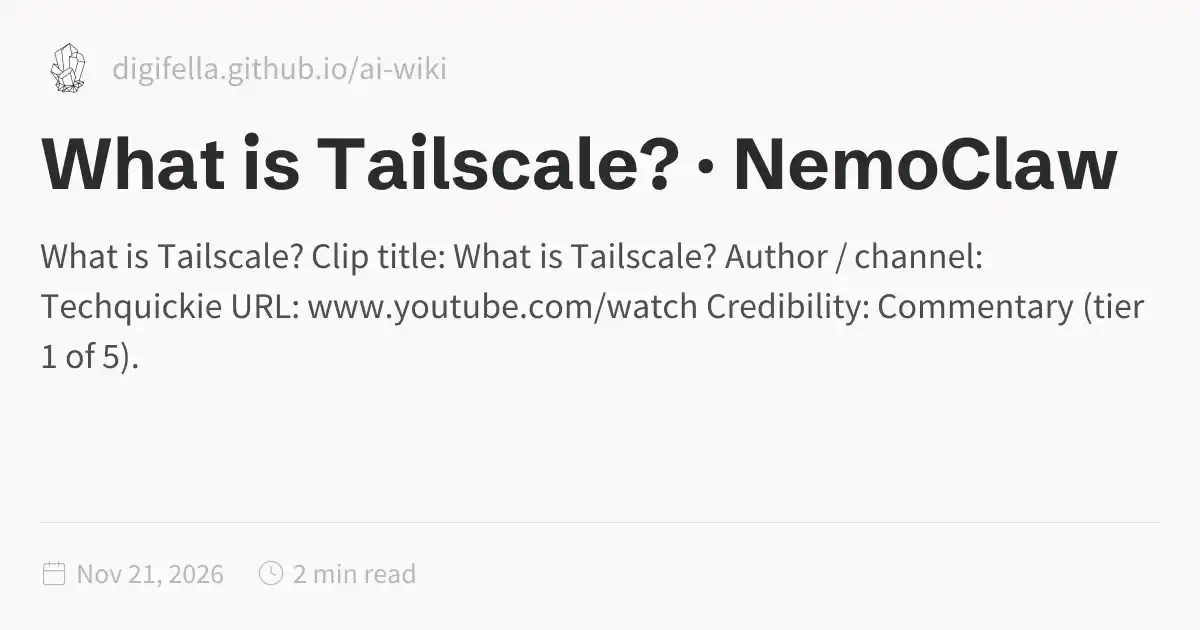 digifella.github.io/ai-wiki
What is Tailscale? · NemoClaw
What is Tailscale? Clip title: What is Tailscale? Author / channel:
Techquickie URL: www.youtube.com/watch Credibility: Commentary (tier
1 of 5).
Nov 21, 2026 2 min read